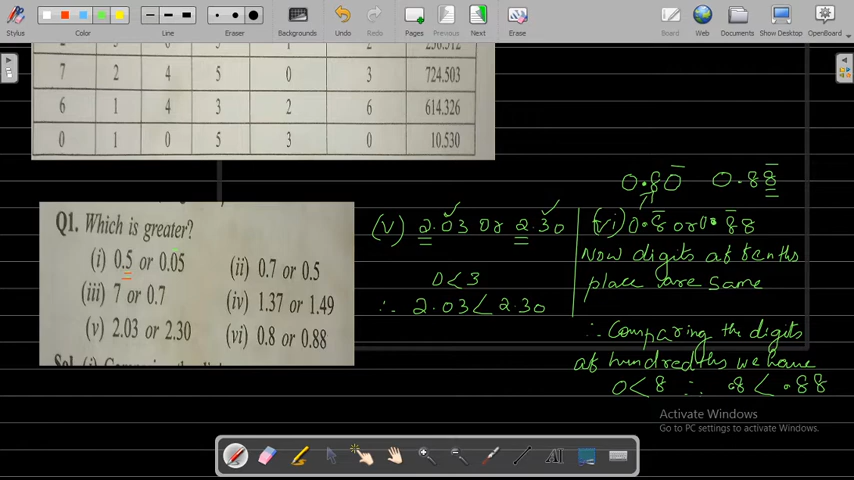 Stylus Color Line Eraser Backgrounds Undo Redo Pages Previous Next Erase Board Web Documents Show Desktop OpenBoard
7 2 4 5 0 3 724.503
6 1 4 3 2 6 614.326
0 1 0 5 3 0 10.530
0.80 0.88
Q1. Which is greater?
(i) 0.5 or 0.05 (ii) 0.7 or 0.5
(iii) 7 or 0.7 (iv) 1.37 or 1.49
(v) 2.03 or 2.30 (vi) 0.8 or 0.88
(v) 2.03 or 2.30
0<3
∴ 2.03<2.30
(vi) 0.8 or 0.88
Now digits at tenths
place are same
∴ Comparing the digits
at hundredths we have
0<8 ∴ .8 < .88
Activate Windows
Go to PC settings to activate Windows.